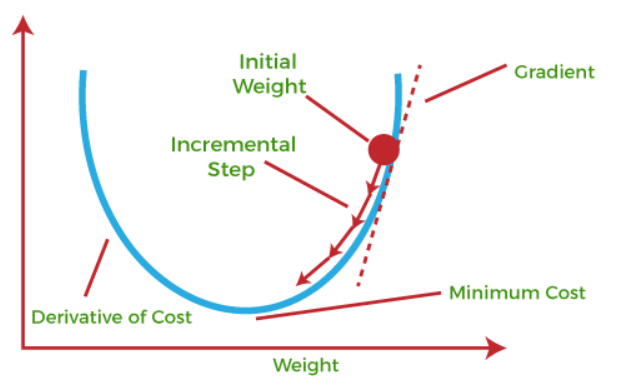 Initial
Weight
Gradient
Incremental
Step
Minimum Cost
Derivative of Cost
Weight